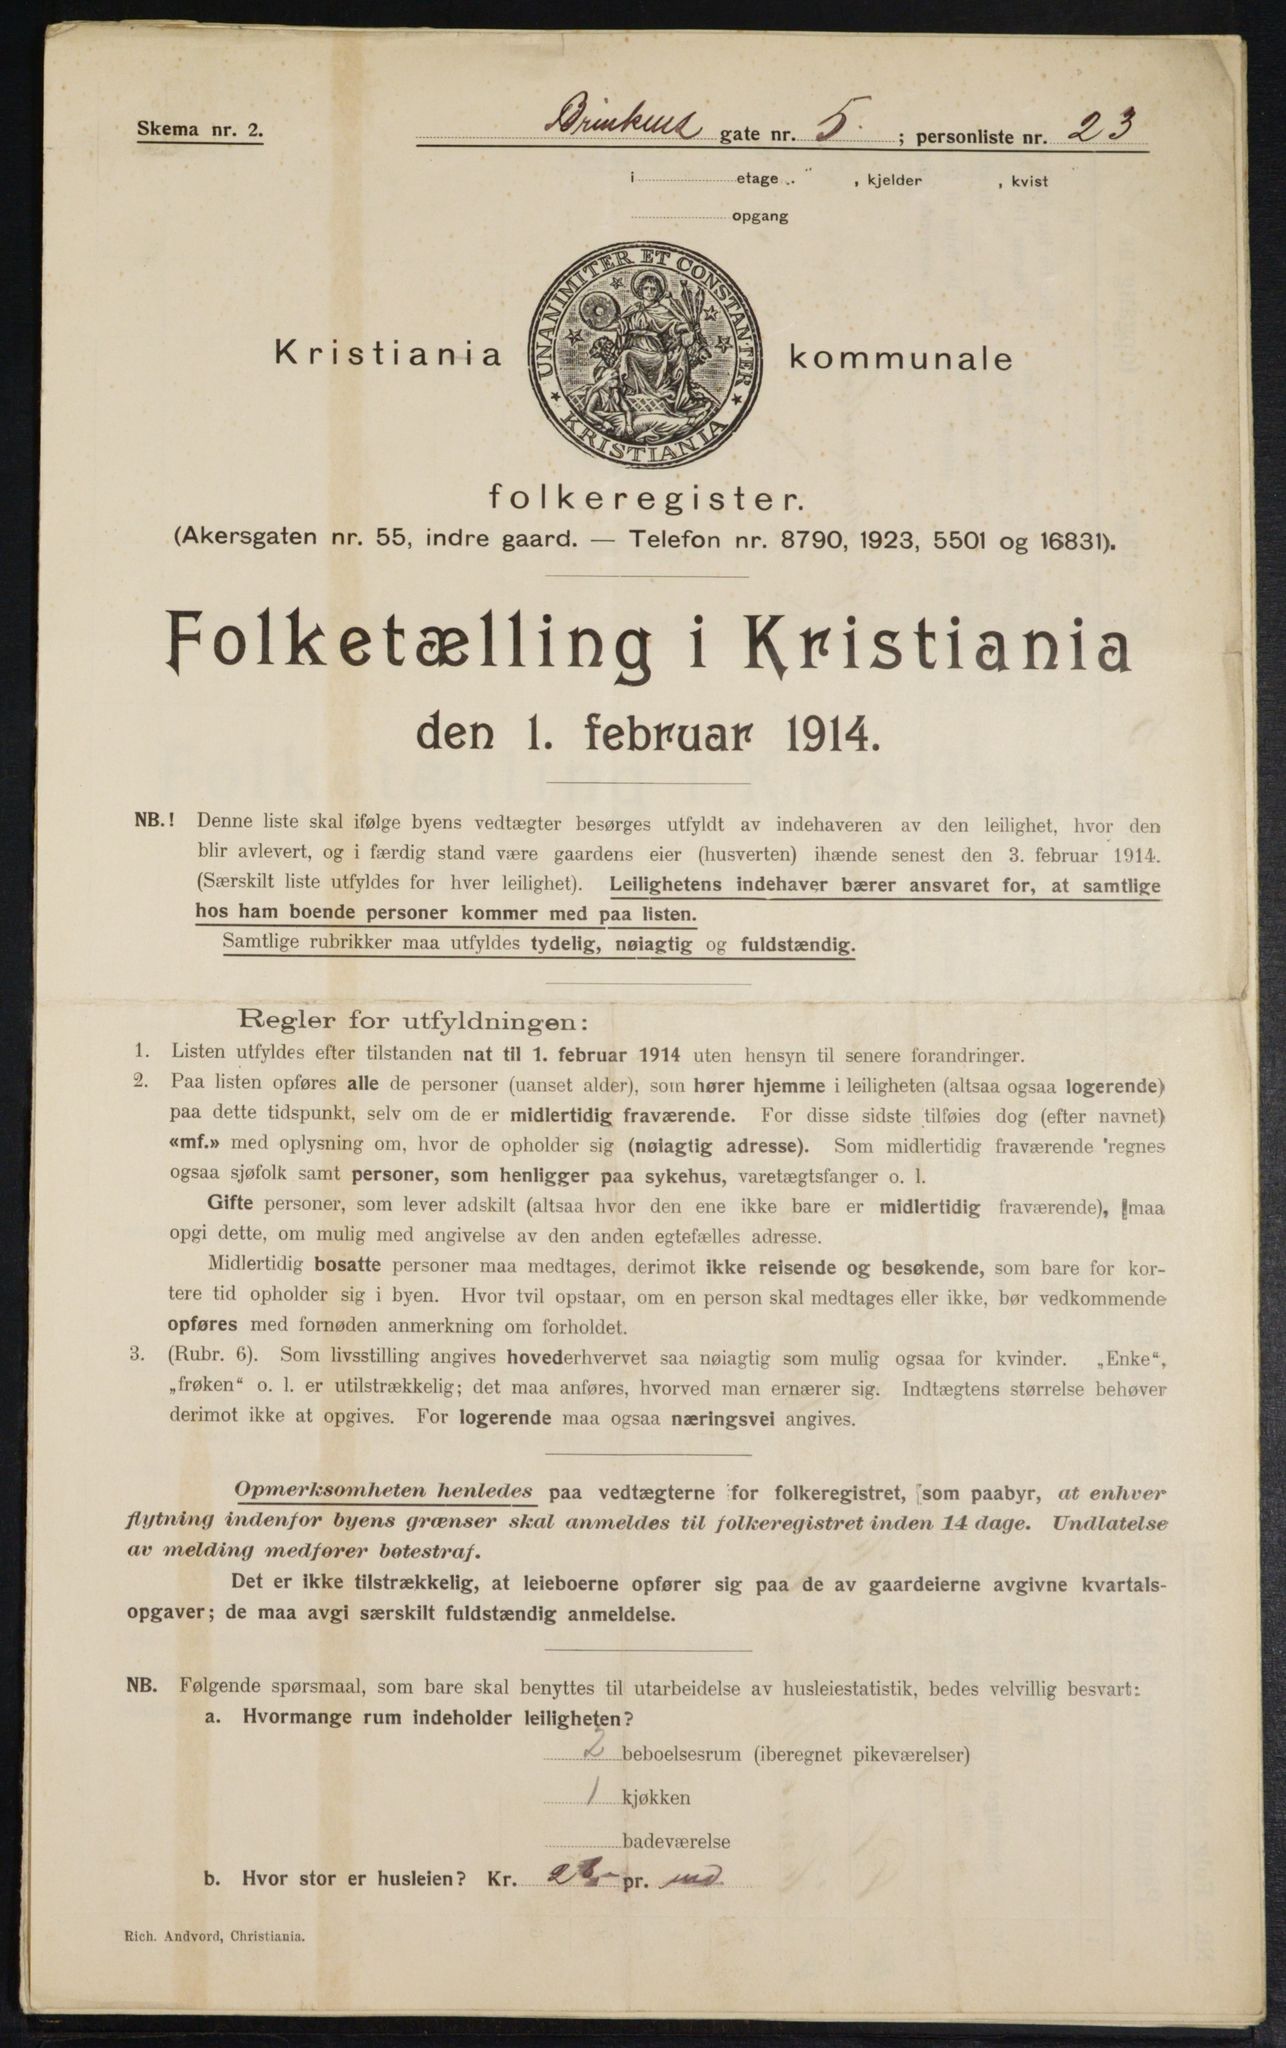 Skema nr. 2.
Brinkens gate nr. 5. ; personliste nr. 23
i etage .. , kjelder , kvist
opgang
UNANIMITER ET CONSTANTER
KRISTIANIA
Kristiania kommunale
folkeregister.
(Akersgaten nr. 55, indre gaard. — Telefon nr. 8790, 1923, 5501 og 16831).
Folketælling i Kristiania
den 1. februar 1914.
NB.! Denne liste skal ifølge byens vedtægter besørges utfyldt av indehaveren av den leilighet, hvor den
blir avlevert, og i færdig stand være gaardens eier (husverten) ihænde senest den 3. februar 1914.
(Særskilt liste utfyldes for hver leilighet). Leilighetens indehaver bærer ansvaret for, at samtlige
hos ham boende personer kommer med paa listen.
Samtlige rubrikker maa utfyldes tydelig, nøiagtig og fuldstændig.
Regler for utfyldningen:
1. Listen utfyldes efter tilstanden nat til 1. februar 1914 uten hensyn til senere forandringer.
2. Paa listen opføres alle de personer (uanset alder), som hører hjemme i leiligheten (altsaa ogsaa logerende)
paa dette tidspunkt, selv om de er midlertidig fraværende. For disse sidste tilføies dog (efter navnet)
«mf.» med oplysning om, hvor de opholder sig (nøiagtig adresse). Som midlertidig fraværende regnes
ogsaa sjøfolk samt personer, som henligger paa sykehus, varetægtsfanger o. l.
Gifte personer, som lever adskilt (altsaa hvor den ene ikke bare er midlertidig fraværende), maa
opgi dette, om mulig med angivelse av den anden egtefælles adresse.
Midlertidig bosatte personer maa medtages, derimot ikke reisende og besøkende, som bare for kor-
tere tid opholder sig i byen. Hvor tvil opstaar, om en person skal medtages eller ikke, bør vedkommende
opføres med fornøden anmerkning om forholdet.
3. (Rubr. 6). Som livsstilling angives hovederhvervet saa nøiagtig som mulig ogsaa for kvinder. „Enke“,
„frøken“ o. l. er utilstrækkelig; det maa anføres, hvorved man ernærer sig. Indtægtens størrelse behøver
derimot ikke at opgives. For logerende maa ogsaa næringsvei angives.
Opmerksomheten henledes paa vedtægterne for folkeregistret, som paabyr, at enhver
flytning indenfor byens grænser skal anmeldes til folkeregistret inden 14 dage. Undlatelse
av melding medfører bøtestraf.
Det er ikke tilstrækkelig, at leieboerne opfører sig paa de av gaardeierne avgivne kvartals-
opgaver; de maa avgi særskilt fuldstændig anmeldelse.
NB. Følgende spørsmaal, som bare skal benyttes til utarbeidelse av husleiestatistik, bedes velvillig besvart:
a. Hvormange rum indeholder leiligheten?
2 beboelsesrum (iberegnet pikeværelser)
1 kjøkken
badeværelse
b. Hvor stor er husleien? Kr. pr. md
Rich. Andvord, Christiania.